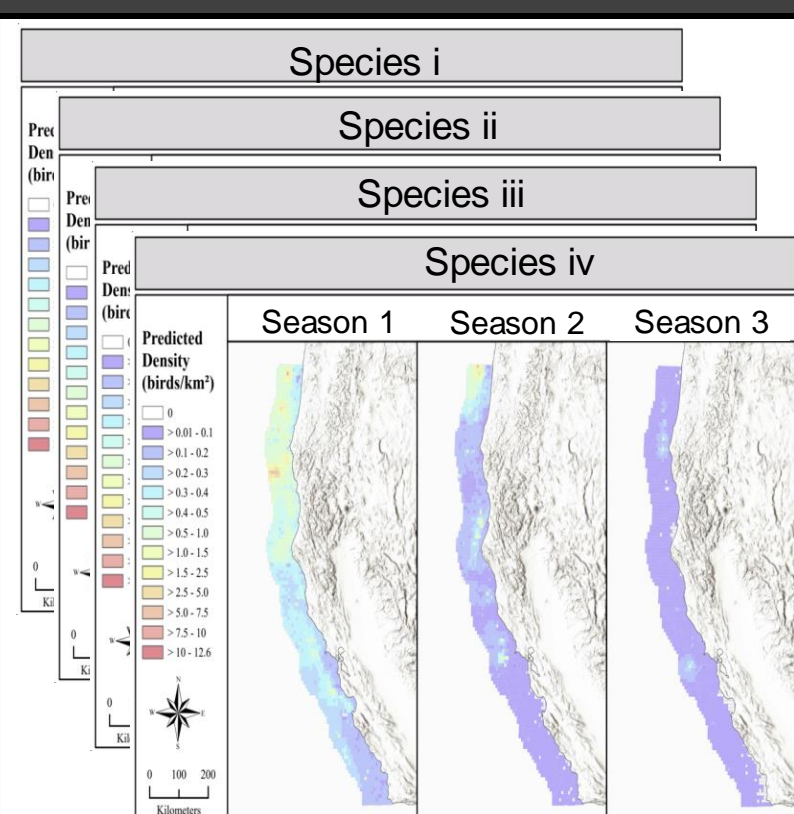 Species i
Species ii
Species iii
Species iv
Season 1 Season 2 Season 3
Predicted
Density
(birds/km²)
0
> 0.01 - 0.1
> 0.1 - 0.2
> 0.2 - 0.3
> 0.3 - 0.4
> 0.4 - 0.5
> 0.5 - 1.0
> 1.0 - 1.5
> 1.5 - 2.5
> 2.5 - 5.0
> 5.0 - 7.5
> 7.5 - 10
> 10 - 12.6
N
W E
S
0 100 200
Kilometers